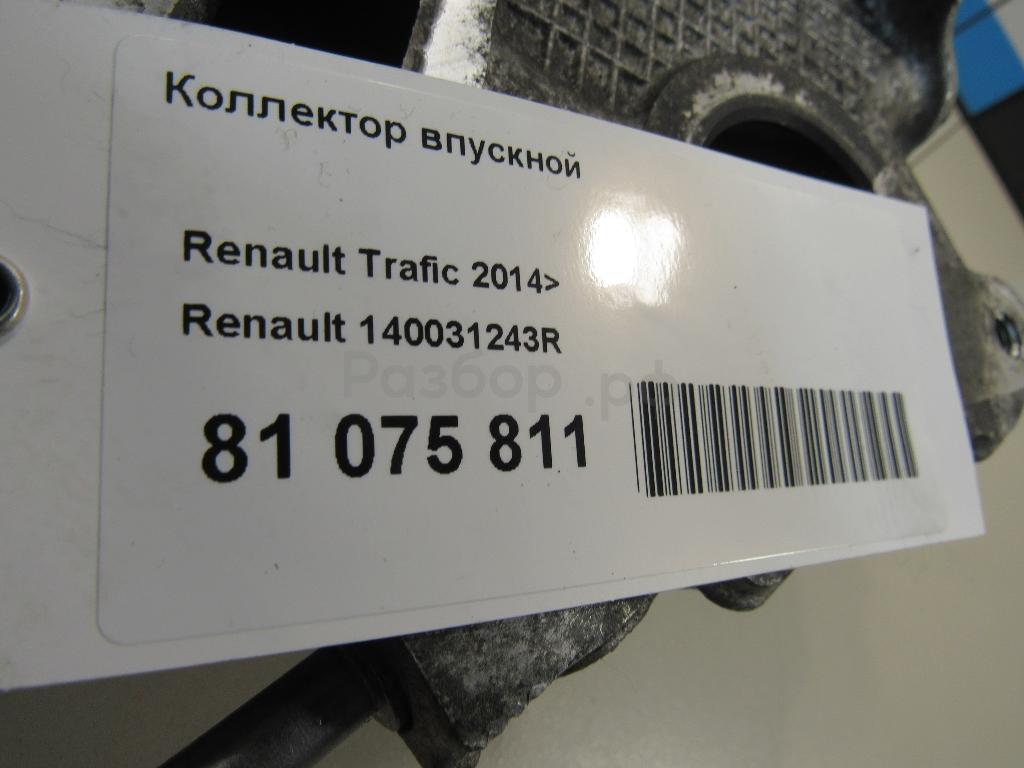 Коллектор впускной
Renault Trafic 2014>
Renault 140031243R
Разбор.рф
81 075 811